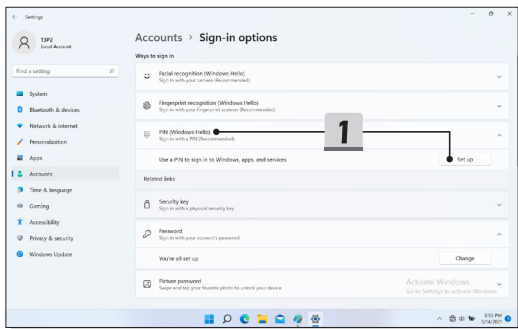 Settings
13P2
Local Account
Find a setting
System
Bluetooth & devices
Network & internet
Personalization
Apps
Accounts
Time & language
Gaming
Accessibility
Privacy & security
Windows Update
Accounts > Sign-in options
Ways to sign in
Facial recognition (Windows Hello)
Sign in with your camera (Recommended)
Fingerprint recognition (Windows Hello)
Sign in with your fingerprint scanner (Recommended)
PIN (Windows Hello)
Sign in with a PIN (Recommended)
1
Use a PIN to sign in to Windows, apps, and services
Set up
Related links
Security key
Sign in with a physical security key
Password
Sign in with your account's password
You're all set up
Change
Picture password
Swipe and tap your favorite photo to unlock your device
Activate Windows
Go to Settings to activate Windows.
6:55 PM
9/14/2021